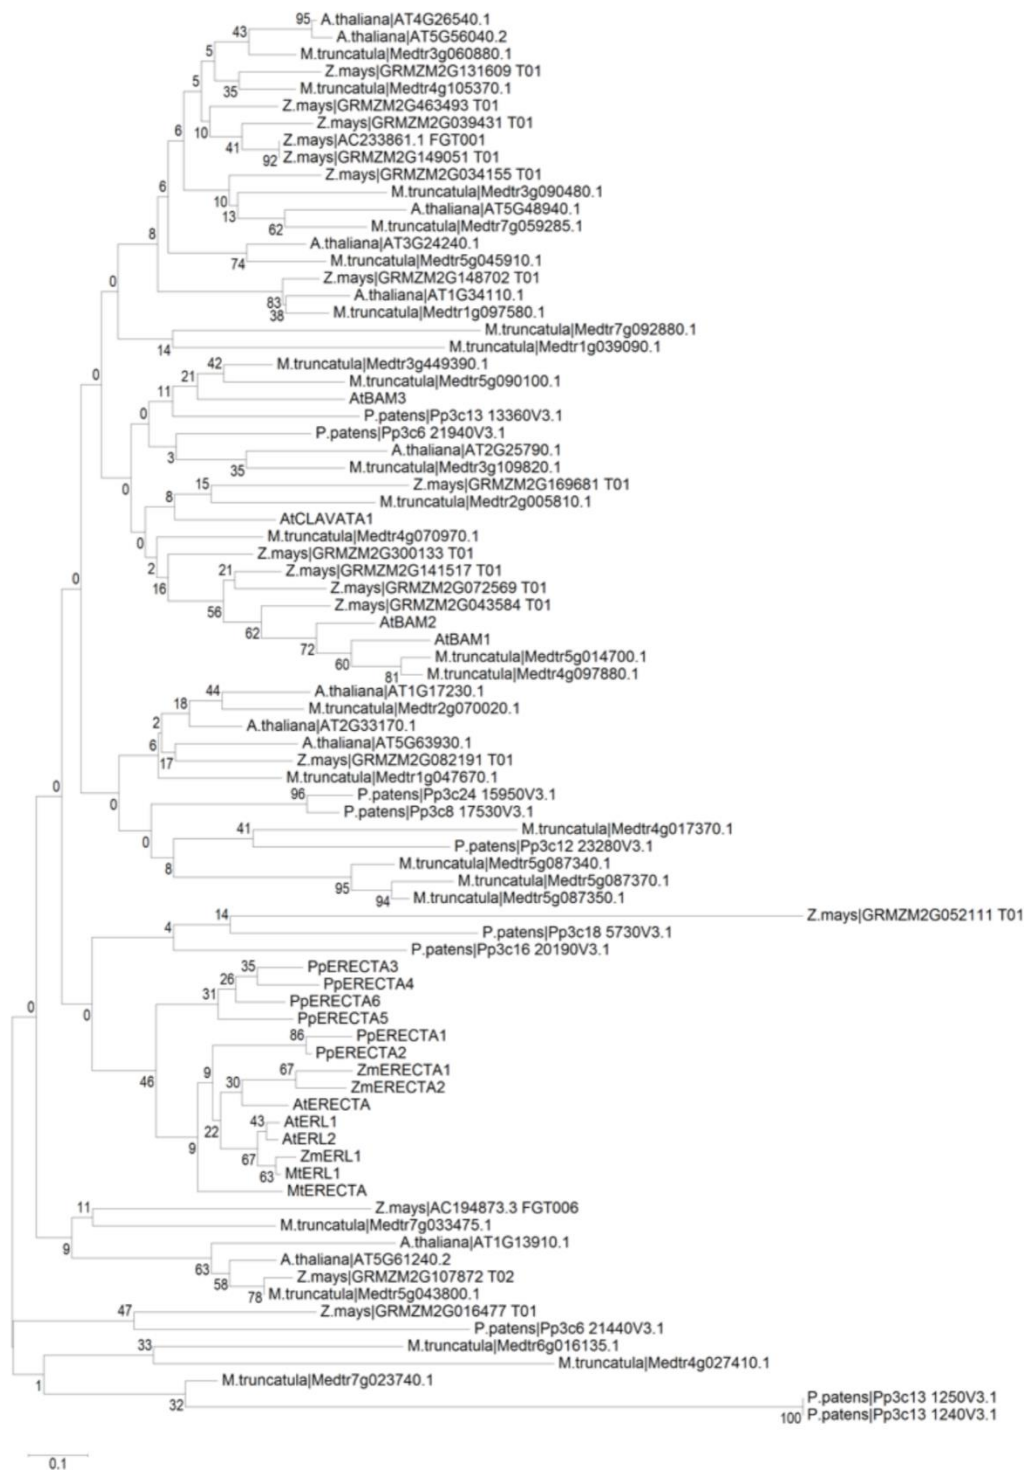 95 A.thaliana|AT4G26540.1
43 A.thaliana|AT5G56040.2
5 M.truncatula|Medtr3g060880.1
Z.mays|GRMZM2G131609 T01
5 35 M.truncatula|Medtr4g105370.1
Z.mays|GRMZM2G463493 T01
6 10 Z.mays|GRMZM2G039431 T01
41 Z.mays|AC233861.1 FGT001
92 Z.mays|GRMZM2G149051 T01
6 Z.mays|GRMZM2G034155 T01
10 M.truncatula|Medtr3g090480.1
13 A.thaliana|AT5G48940.1
62 M.truncatula|Medtr7g059285.1
8 A.thaliana|AT3G24240.1
74 M.truncatula|Medtr5g045910.1
0 Z.mays|GRMZM2G148702 T01
83 A.thaliana|AT1G34110.1
38 M.truncatula|Medtr1g097580.1
M.truncatula|Medtr7g092880.1
14 M.truncatula|Medtr1g039090.1
42 M.truncatula|Medtr3g449390.1
0 21 M.truncatula|Medtr5g090100.1
11 AtBAM3
0 P.patens|Pp3c13 13360V3.1
P.patens|Pp3c6 21940V3.1
3 A.thaliana|AT2G25790.1
35 M.truncatula|Medtr3g109820.1
0 15 Z.mays|GRMZM2G169681 T01
8 M.truncatula|Medtr2g005810.1
AtCLAVATA1
0 M.truncatula|Medtr4g070970.1
2 Z.mays|GRMZM2G300133 T01
0 16 21 Z.mays|GRMZM2G141517 T01
Z.mays|GRMZM2G072569 T01
56 Z.mays|GRMZM2G043584 T01
62 AtBAM2
72 AtBAM1
60 M.truncatula|Medtr5g014700.1
81 M.truncatula|Medtr4g097880.1
44 A.thaliana|AT1G17230.1
18 M.truncatula|Medtr2g070020.1
2 A.thaliana|AT2G33170.1
6 A.thaliana|AT5G63930.1
17 Z.mays|GRMZM2G082191 T01
M.truncatula|Medtr1g047670.1
0 0 96 P.patens|Pp3c24 15950V3.1
P.patens|Pp3c8 17530V3.1
0 41 M.truncatula|Medtr4g017370.1
P.patens|Pp3c12 23280V3.1
8 M.truncatula|Medtr5g087340.1
95 M.truncatula|Medtr5g087370.1
94 M.truncatula|Medtr5g087350.1
14 Z.mays|GRMZM2G052111 T01
4 P.patens|Pp3c18 5730V3.1
P.patens|Pp3c16 20190V3.1
35 PpERECTA3
26 PpERECTA4
31 PpERECTA6
0 0 PpERECTA5
86 PpERECTA1
PpERECTA2
9 67 ZmERECTA1
46 30 ZmERECTA2
AtERECTA
43 AtERL1
22 AtERL2
9 67 ZmERL1
63 MtERL1
MtERECTA
11 Z.mays|AC194873.3 FGT006
M.truncatula|Medtr7g033475.1
9 A.thaliana|AT1G13910.1
63 A.thaliana|AT5G61240.2
58 Z.mays|GRMZM2G107872 T02
78 M.truncatula|Medtr5g043800.1
47 Z.mays|GRMZM2G016477 T01
P.patens|Pp3c6 21440V3.1
33 M.truncatula|Medtr6g016135.1
M.truncatula|Medtr4g027410.1
1 M.truncatula|Medtr7g023740.1
32 P.patens|Pp3c13 1250V3.1
100 P.patens|Pp3c13 1240V3.1
0.1